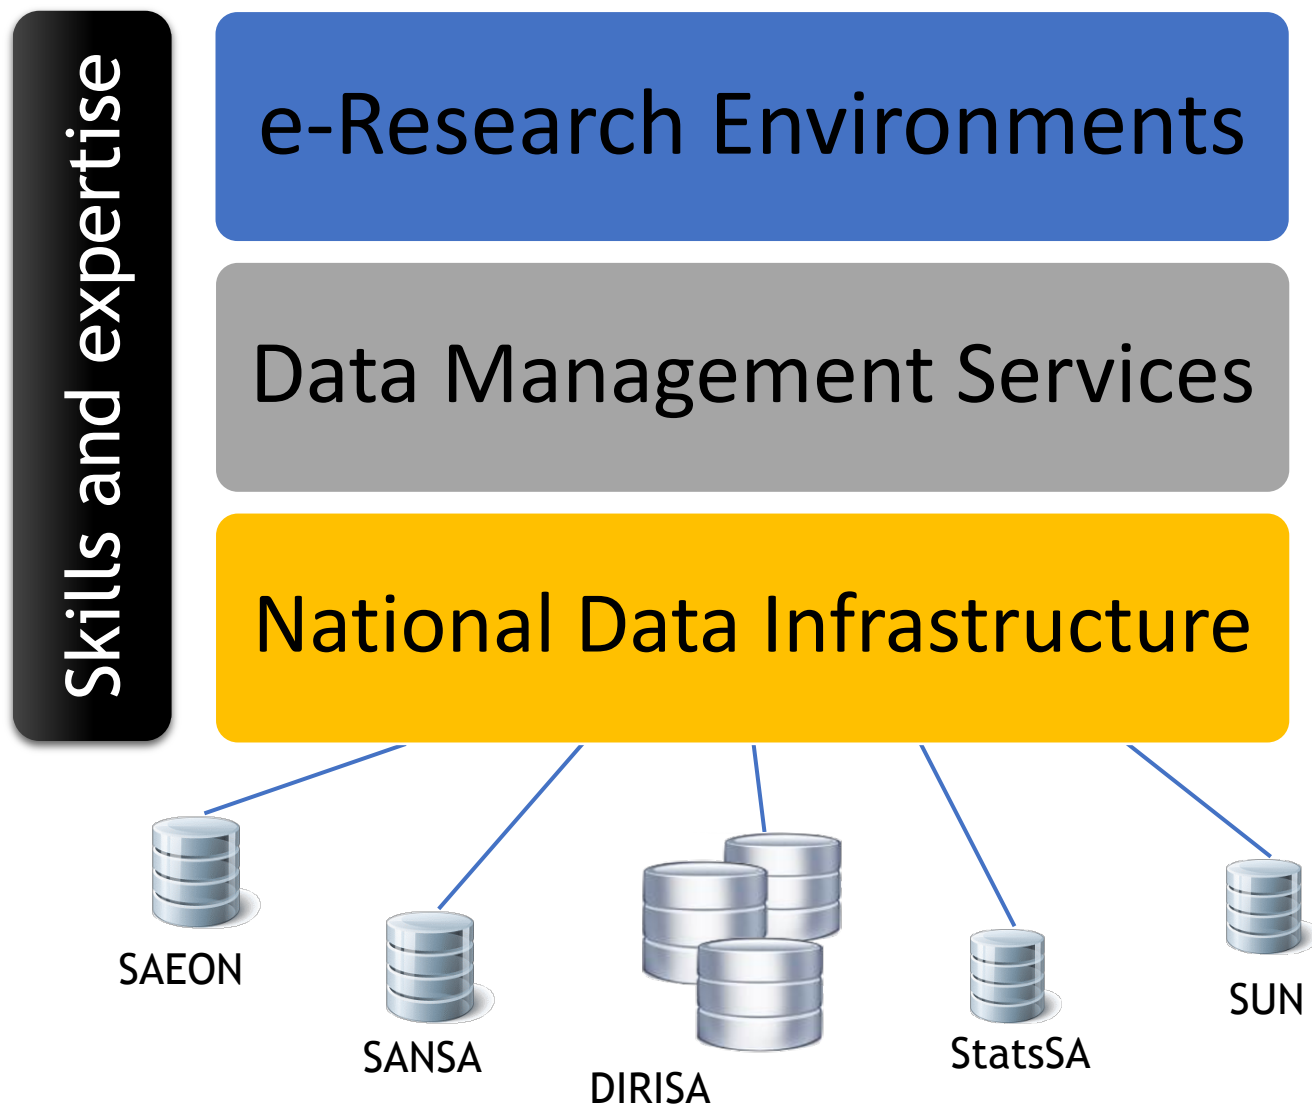 Skills and expertise
e-Research Environments
Data Management Services
National Data Infrastructure
SAEON
SANSA
DIRISA
StatsSA
SUN